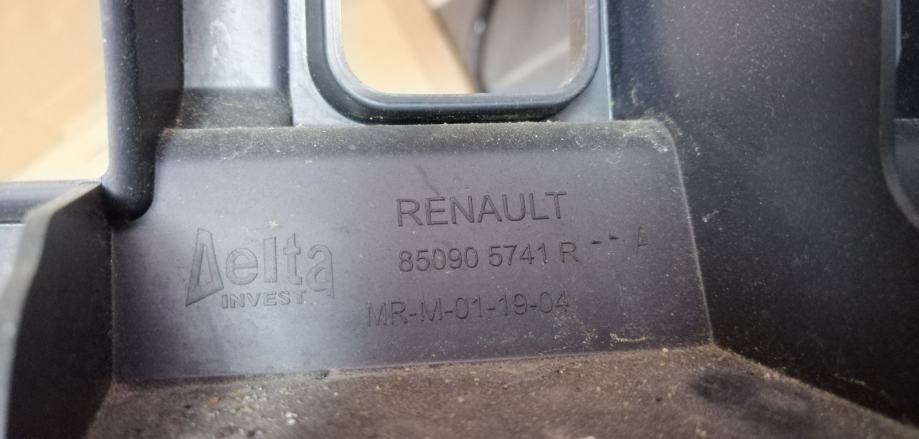 RENAULT
85090 5741 R -- A
Delta
INVEST
MR-M-01-19-04